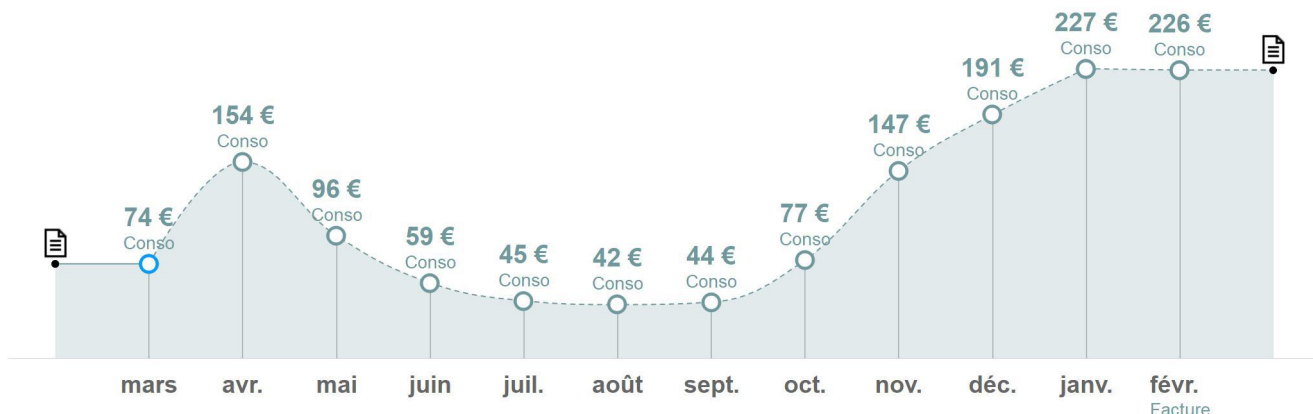 74 €
Conso
154 €
Conso
96 €
Conso
59 €
Conso
45 €
Conso
42 €
Conso
44 €
Conso
77 €
Conso
147 €
Conso
191 €
Conso
227 €
Conso
226 €
Conso
mars avr. mai juin juil. août sept. oct. nov. déc. janv. févr.
Facture